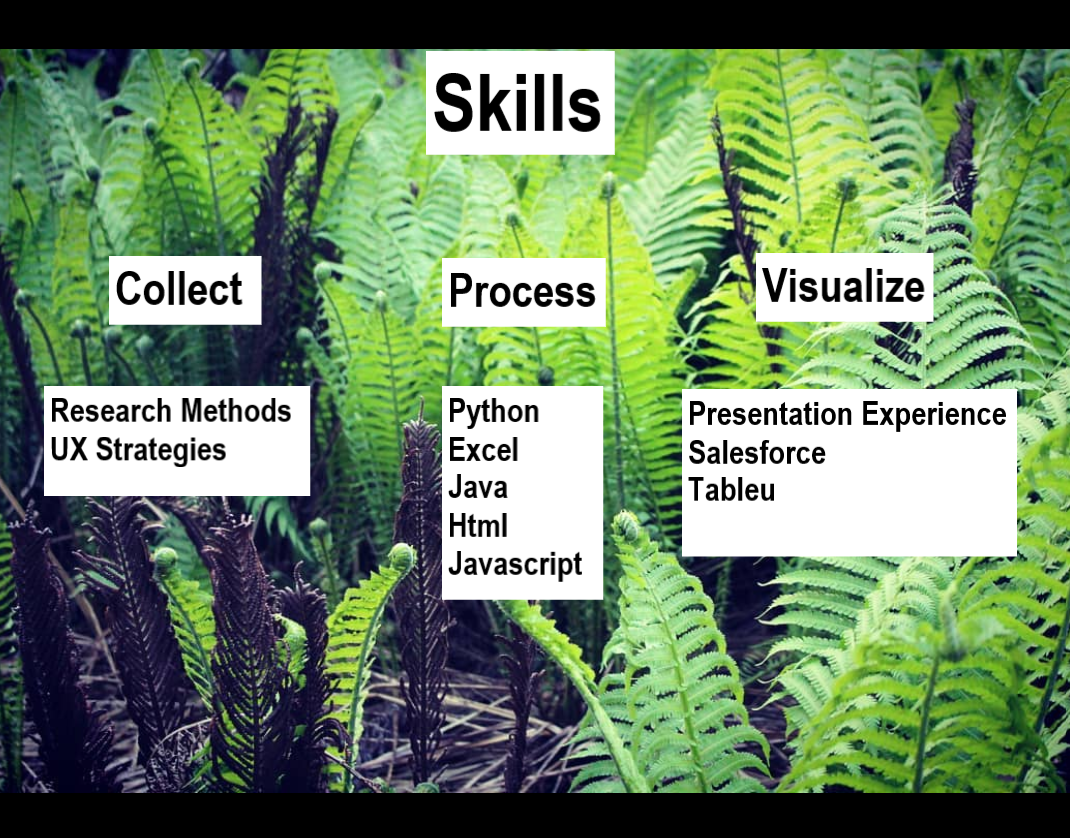 Skills
Collect
Research Methods
UX Strategies
Process
Python
Excel
Java
Html
Javascript
Visualize
Presentation Experience
Salesforce
Tableu